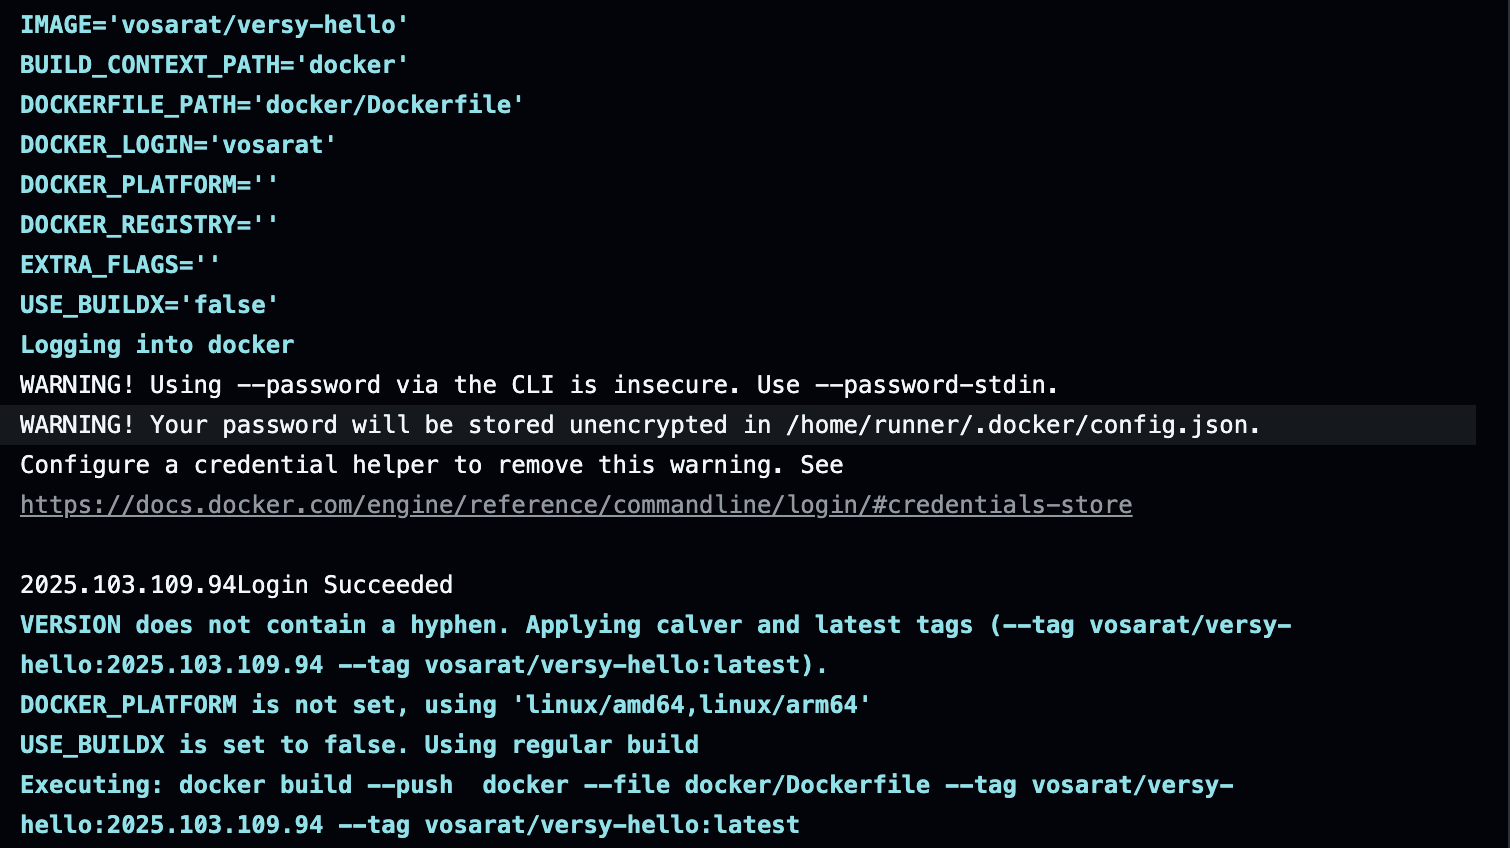 IMAGE='vosarat/versy-hello'
BUILD_CONTEXT_PATH='docker'
DOCKERFILE_PATH='docker/Dockerfile'
DOCKER_LOGIN='vosarat'
DOCKER_PLATFORM=''
DOCKER_REGISTRY=''
EXTRA_FLAGS=''
USE_BUILDX='false'
Logging into docker
WARNING! Using --password via the CLI is insecure. Use --password-stdin.
WARNING! Your password will be stored unencrypted in /home/runner/.docker/config.json.
Configure a credential helper to remove this warning. See
https://docs.docker.com/engine/reference/commandline/login/#credentials-store
2025.103.109.94Login Succeeded
VERSION does not contain a hyphen. Applying calver and latest tags (--tag vosarat/versy-
hello:2025.103.109.94 --tag vosarat/versy-hello:latest).
DOCKER_PLATFORM is not set, using 'linux/amd64,linux/arm64'
USE_BUILDX is set to false. Using regular build
Executing: docker build --push  docker --file docker/Dockerfile --tag vosarat/versy-
hello:2025.103.109.94 --tag vosarat/versy-hello:latest